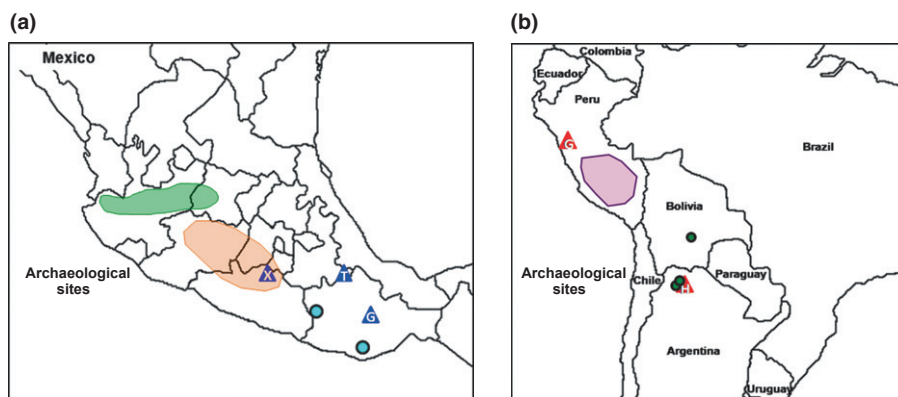 (a)
Mexico
X
T
G
Archaeological
sites
(b)
Colombia
Ecuador
Peru
G
Brazil
Bolivia
Archaeological
sites
Chile
H
Paraguay
Argentina
Uruguay